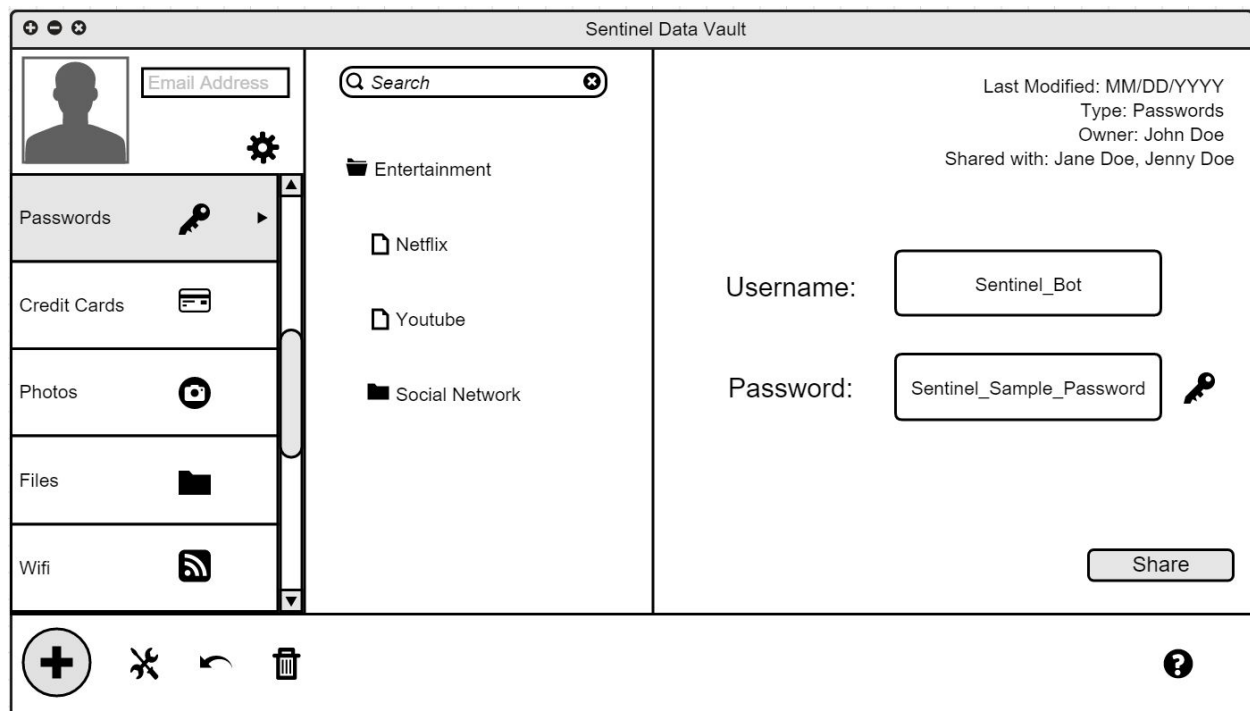 Sentinel Data Vault
Email Address
Passwords
Credit Cards
Photos
Files
Wifi
Search
Entertainment
Netflix
Youtube
Social Network
Last Modified: MM/DD/YYYY
Type: Passwords
Owner: John Doe
Shared with: Jane Doe, Jenny Doe
Username:
Sentinel_Bot
Password:
Sentinel_Sample_Password
Share